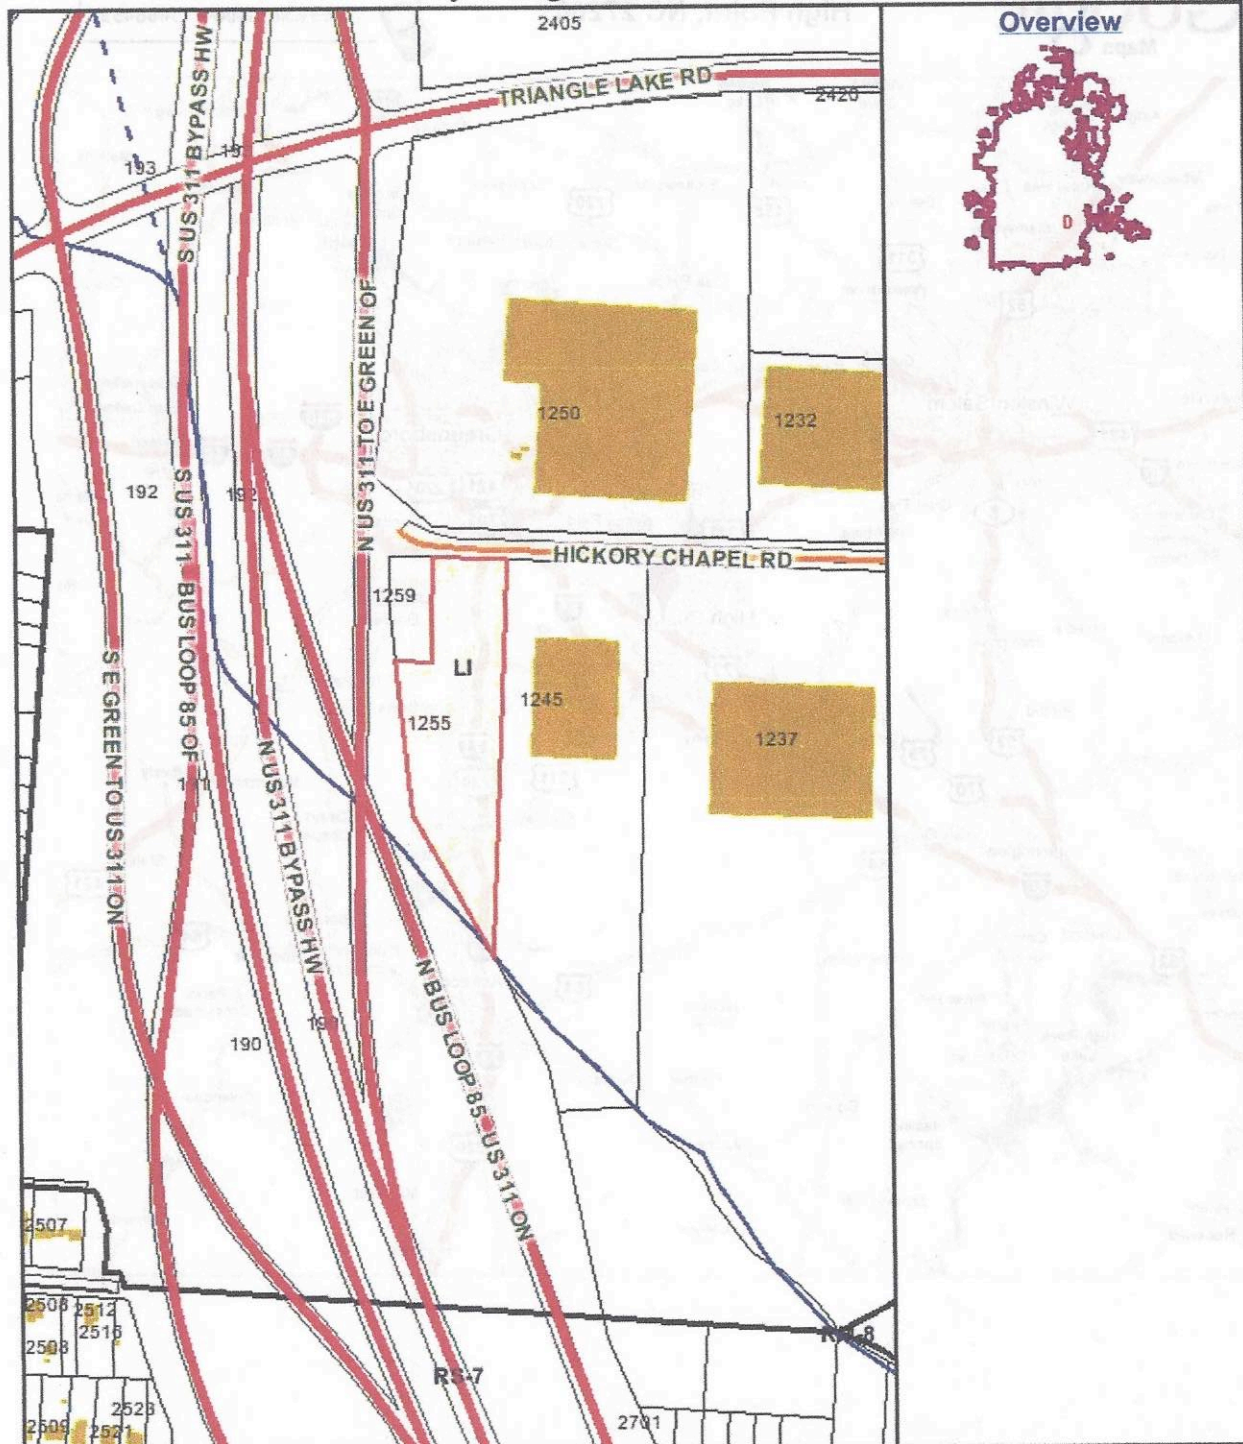 Overview
2405
TRIANGLE LAKE RD
2420
S US 311 BYPASS HW
193
N US 311 TO E GREEN OF
1250
1232
192
192
S US 311 BUS LOOP 85 OF
HICKORY CHAPEL RD
1259
LI
1255
1245
1237
S E GREEN TO US 311 ON
N US 311 BYPASS HW
N BUS LOOP 85 US 311 ON
190
2507
2508
2512
2516
2523
2509
2521
RS-7
2701